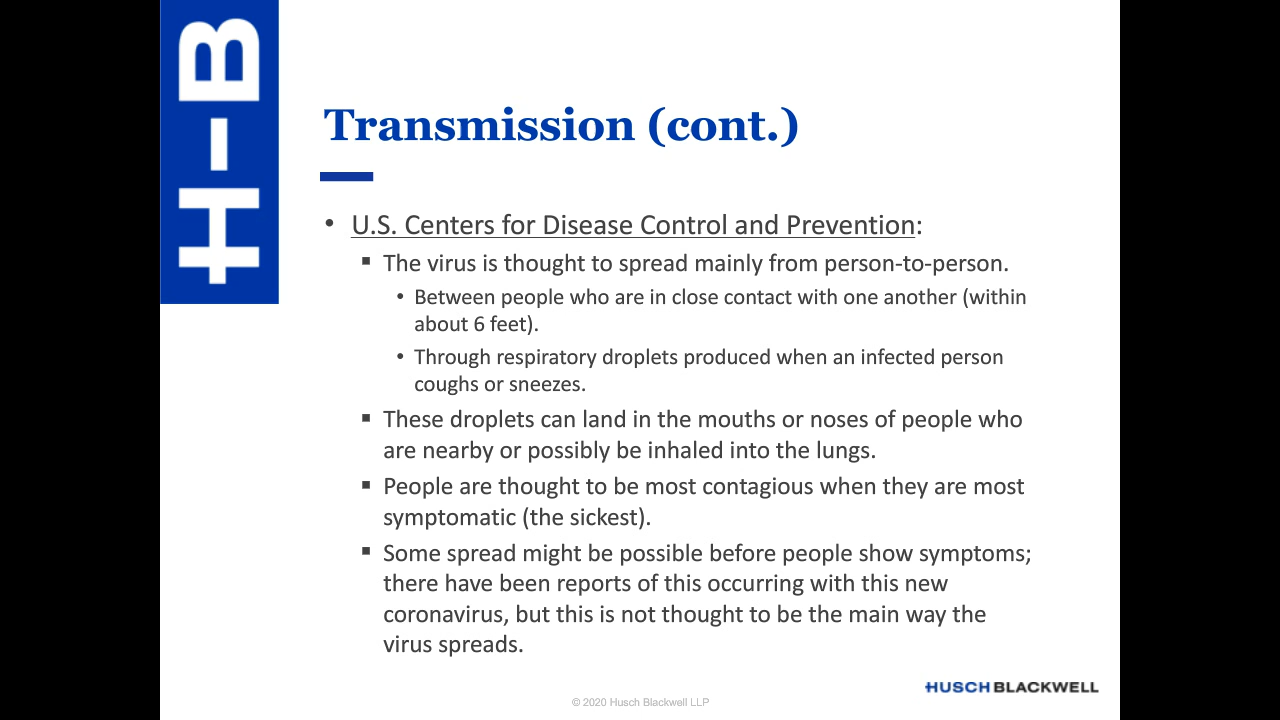 H-B
Transmission (cont.)
• U.S. Centers for Disease Control and Prevention:
▪ The virus is thought to spread mainly from person-to-person.
• Between people who are in close contact with one another (within
about 6 feet).
• Through respiratory droplets produced when an infected person
coughs or sneezes.
▪ These droplets can land in the mouths or noses of people who
are nearby or possibly be inhaled into the lungs.
▪ People are thought to be most contagious when they are most
symptomatic (the sickest).
▪ Some spread might be possible before people show symptoms;
there have been reports of this occurring with this new
coronavirus, but this is not thought to be the main way the
virus spreads.
HUSCH BLACKWELL
© 2020 Husch Blackwell LLP